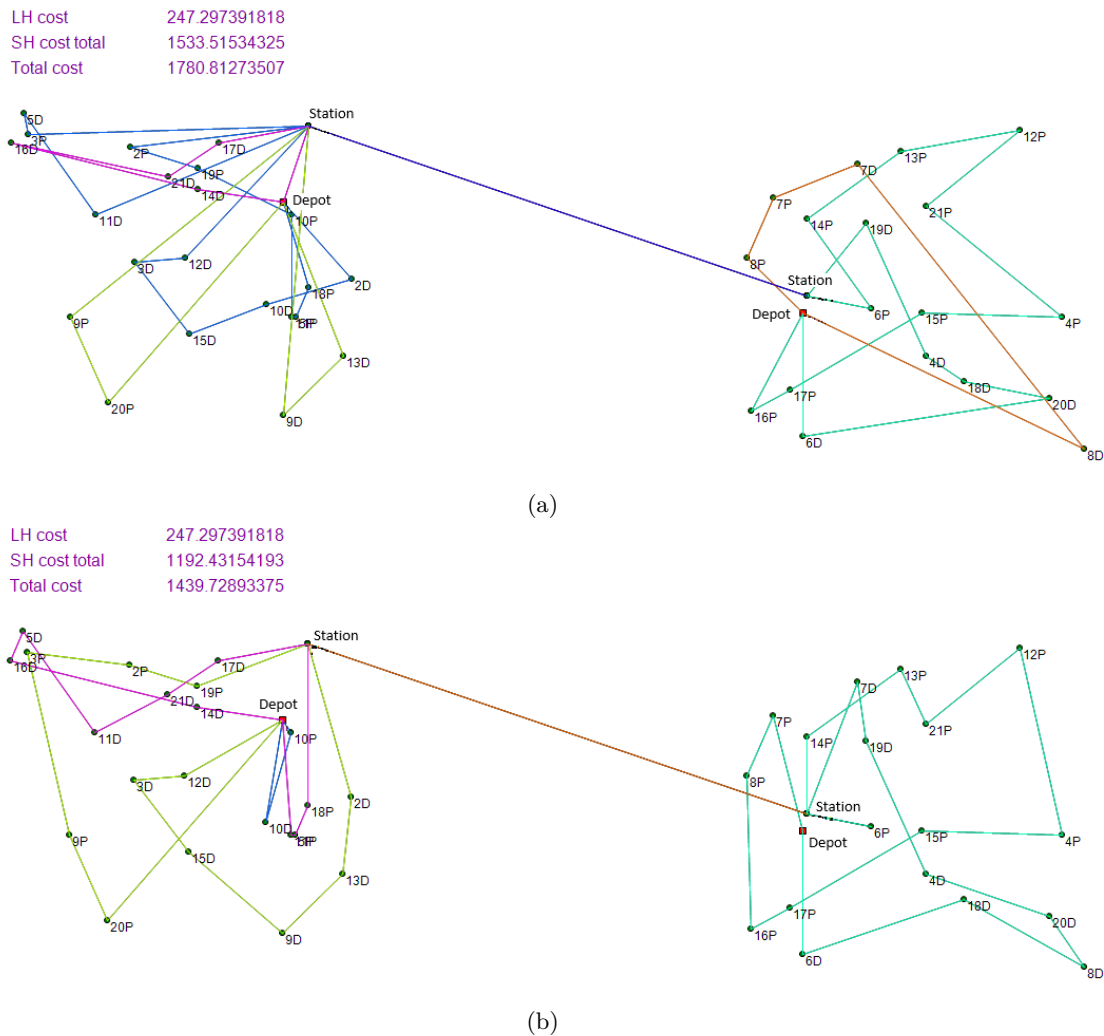 LH cost 247.297391818
SH cost total 1533.51534325
Total cost 1780.81273507
5D
Station
12P
3P
16D
2P
17D
13P
7D
19P
21D
14D
Depot
7P
21P
11D
10P
14P
19D
3D
12D
8P
2D
18P
Station
10D
6P
9P
Depot
15P
4P
15D
13D
4D
18D
17P
20P
20D
9D
16P
6D
8D
(a)
LH cost 247.297391818
SH cost total 1192.43154193
Total cost 1439.72893375
5D
Station
3P
12P
16D
2P
17D
13P
19P
7D
21D
14D
Depot
7P
21P
11D
10P
14P
19D
3D
12D
8P
2D
18P
Station
10D
6P
9P
15P
4P
Depot
15D
13D
4D
17P
18D
20P
20D
16P
9D
6D
8D
(b)